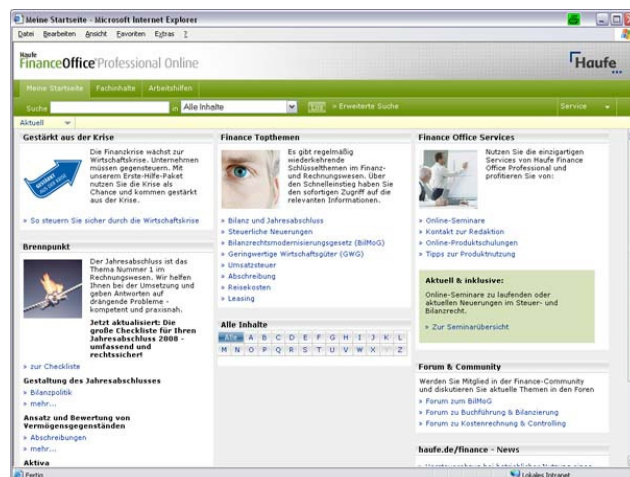 Meine Startseite - Microsoft Internet Explorer
Datei Bearbeiten Ansicht Favoriten Extras ?
Haufe
FinanceOffice Professional Online
Haufe...
Meine Startseite Fachinhalte Arbeitshilfen
Suche in Alle Inhalte Los » Erweiterte Suche Service
Aktuell
Gestärkt aus der Krise
GESTÄRKT
AUS DER KRISE
Die Finanzkrise wächst zur
Wirtschaftskrise. Unternehmen
müssen gegensteuern. Mit
unserem Erste-Hilfe-Paket
nutzen Sie die Krise als
Chance und kommen gestärkt
aus der Krise.
» So steuern Sie sicher durch die Wirtschaftskrise
Brennpunkt
Der Jahresabschluss ist das
Thema Nummer 1 im
Rechnungswesen. Wir helfen
Ihnen bei der Umsetzung und
geben Antworten auf
drängende Probleme -
kompetent und praxisnah.
Jetzt aktualisiert: Die
große Checkliste für Ihren
Jahresabschluss 2008 -
umfassend und
rechtssicher!
» zur Checkliste
Gestaltung des Jahresabschlusses
» Bilanzpolitik
» mehr...
Ansatz und Bewertung von
Vermögensgegenständen
» Abschreibungen
» mehr...
Aktiva
Finance Topthemen
Es gibt regelmäßig
wiederkehrende
Schlüsselthemen im Finanz-
und Rechnungswesen. Über
den Schnelleinstieg haben Sie
den sofortigen Zugriff auf die
relevanten Informationen.
» Bilanz und Jahresabschluss
» Steuerliche Neuerungen
» Bilanzrechtsmodernisierungsgesetz (BilMoG)
» Geringwertige Wirtschaftsgüter (GWG)
» Umsatzsteuer
» Abschreibung
» Reisekosten
» Leasing
Alle Inhalte
Alle A B C D E F G H I J K L
M N O P Q R S T U V W X Y Z
Finance Office Services
Nutzen Sie die einzigartigen
Services von Haufe Finance
Office Professional und
profitieren Sie von:
» Online-Seminare
» Kontakt zur Redaktion
» Online-Produktschulungen
» Tipps zur Produktnutzung
Aktuell & inklusive:
Online-Seminare zu laufenden oder
aktuellen Neuerungen im Steuer- und
Bilanzrecht.
» Zur Seminarübersicht
Forum & Community
Werden Sie Mitglied in der Finance-Community
und diskutieren Sie aktuelle Themen in den Foren
» Forum zum BilMoG
» Forum zu Buchführung & Bilanzierung
» Forum zu Kostenrechnung & Controlling
haufe.de/finance - News
Fertig Lokales Intranet